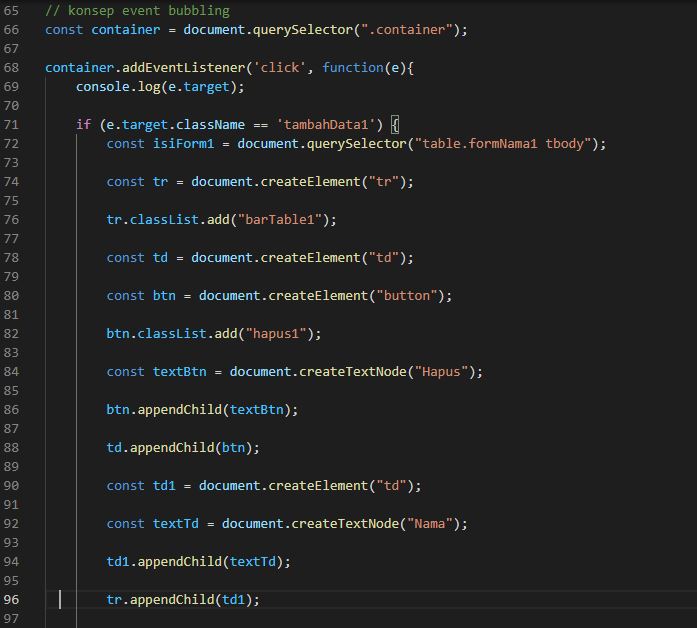 65 // konsep event bubbling
66 const container = document.querySelector(".container");
67
68 container.addEventListener('click', function(e){
69     console.log(e.target);
70
71     if (e.target.className == 'tambahData1') {
72         const isiForm1 = document.querySelector("table.formNama1 tbody");
73
74         const tr = document.createElement("tr");
75
76         tr.classList.add("barTable1");
77
78         const td = document.createElement("td");
79
80         const btn = document.createElement("button");
81
82         btn.classList.add("hapus1");
83
84         const textBtn = document.createTextNode("Hapus");
85
86         btn.appendChild(textBtn);
87
88         td.appendChild(btn);
89
90         const td1 = document.createElement("td");
91
92         const textTd = document.createTextNode("Nama");
93
94         td1.appendChild(textTd);
95
96         tr.appendChild(td1);
97